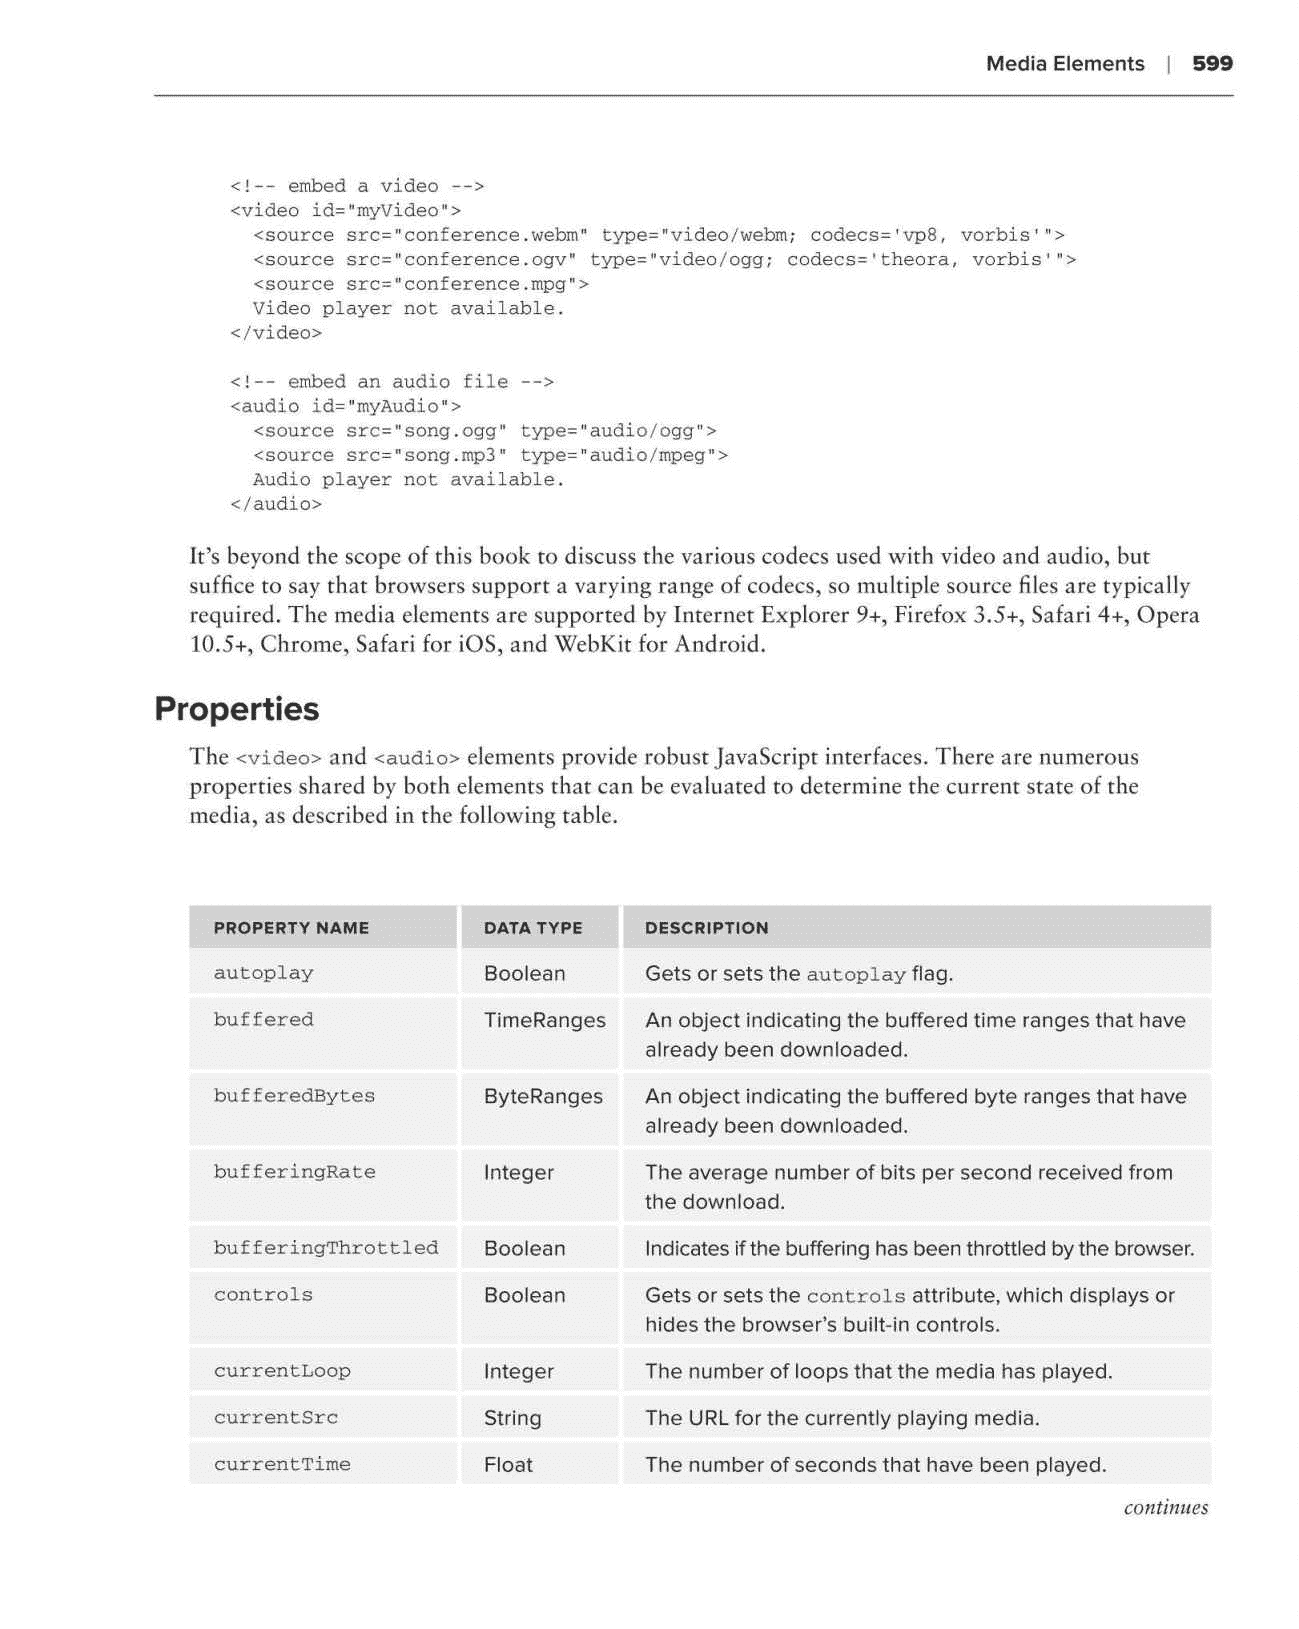 Media Elements | 599
<!-- embed a video -->
<video id="myVideo">
<source src="conference.webm" type="video/webm; codecs='vp8, vorbis'">
<source src="conference.ogv" type="video/ogg; codecs='theora, vorbis'">
<source src="conference.mpg">
Video player not available.
</video>
<!-- embed an audio file -->
<audio id="myAudio">
<source src="song.ogg" type="audio/ogg">
<source src="song.mp3" type="audio/mpeg">
Audio player not available.
</audio>
It’s beyond the scope of this book to discuss the various codecs used with video and audio, but
suffice to say that browsers support a varying range of codecs, so multiple source files are typically
required. The media elements are supported by Internet Explorer 9+, Firefox 3.5+, Safari 4+, Opera
10.5+, Chrome, Safari for iOS, and WebKit for Android.
Properties
The <video> and <audio> elements provide robust JavaScript interfaces. There are numerous
properties shared by both elements that can be evaluated to determine the current state of the
media, as described in the following table.
PROPERTY NAME DATA TYPE DESCRIPTION
autoplay Boolean Gets or sets the autoplay flag.
buffered TimeRanges An object indicating the buffered time ranges that have
already been downloaded.
bufferedBytes ByteRanges An object indicating the buffered byte ranges that have
already been downloaded.
bufferingRate Integer The average number of bits per second received from
the download.
bufferingThrottled Boolean Indicates if the buffering has been throttled by the browser.
controls Boolean Gets or sets the controls attribute, which displays or
hides the browser’s built-in controls.
currentLoop Integer The number of loops that the media has played.
currentSrc String The URL for the currently playing media.
currentTime Float The number of seconds that have been played.
continues